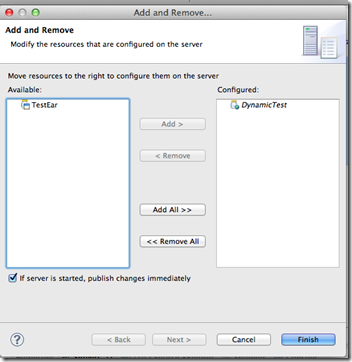 Add and Remove...
Add and Remove
Modify the resources that are configured on the server
Move resources to the right to configure them on the server
Available:
Configured:
TestEar
DynamicTest
Add >
< Remove
Add All >>
<< Remove All
If server is started, publish changes immediately
?
< Back
Next >
Cancel
Finish